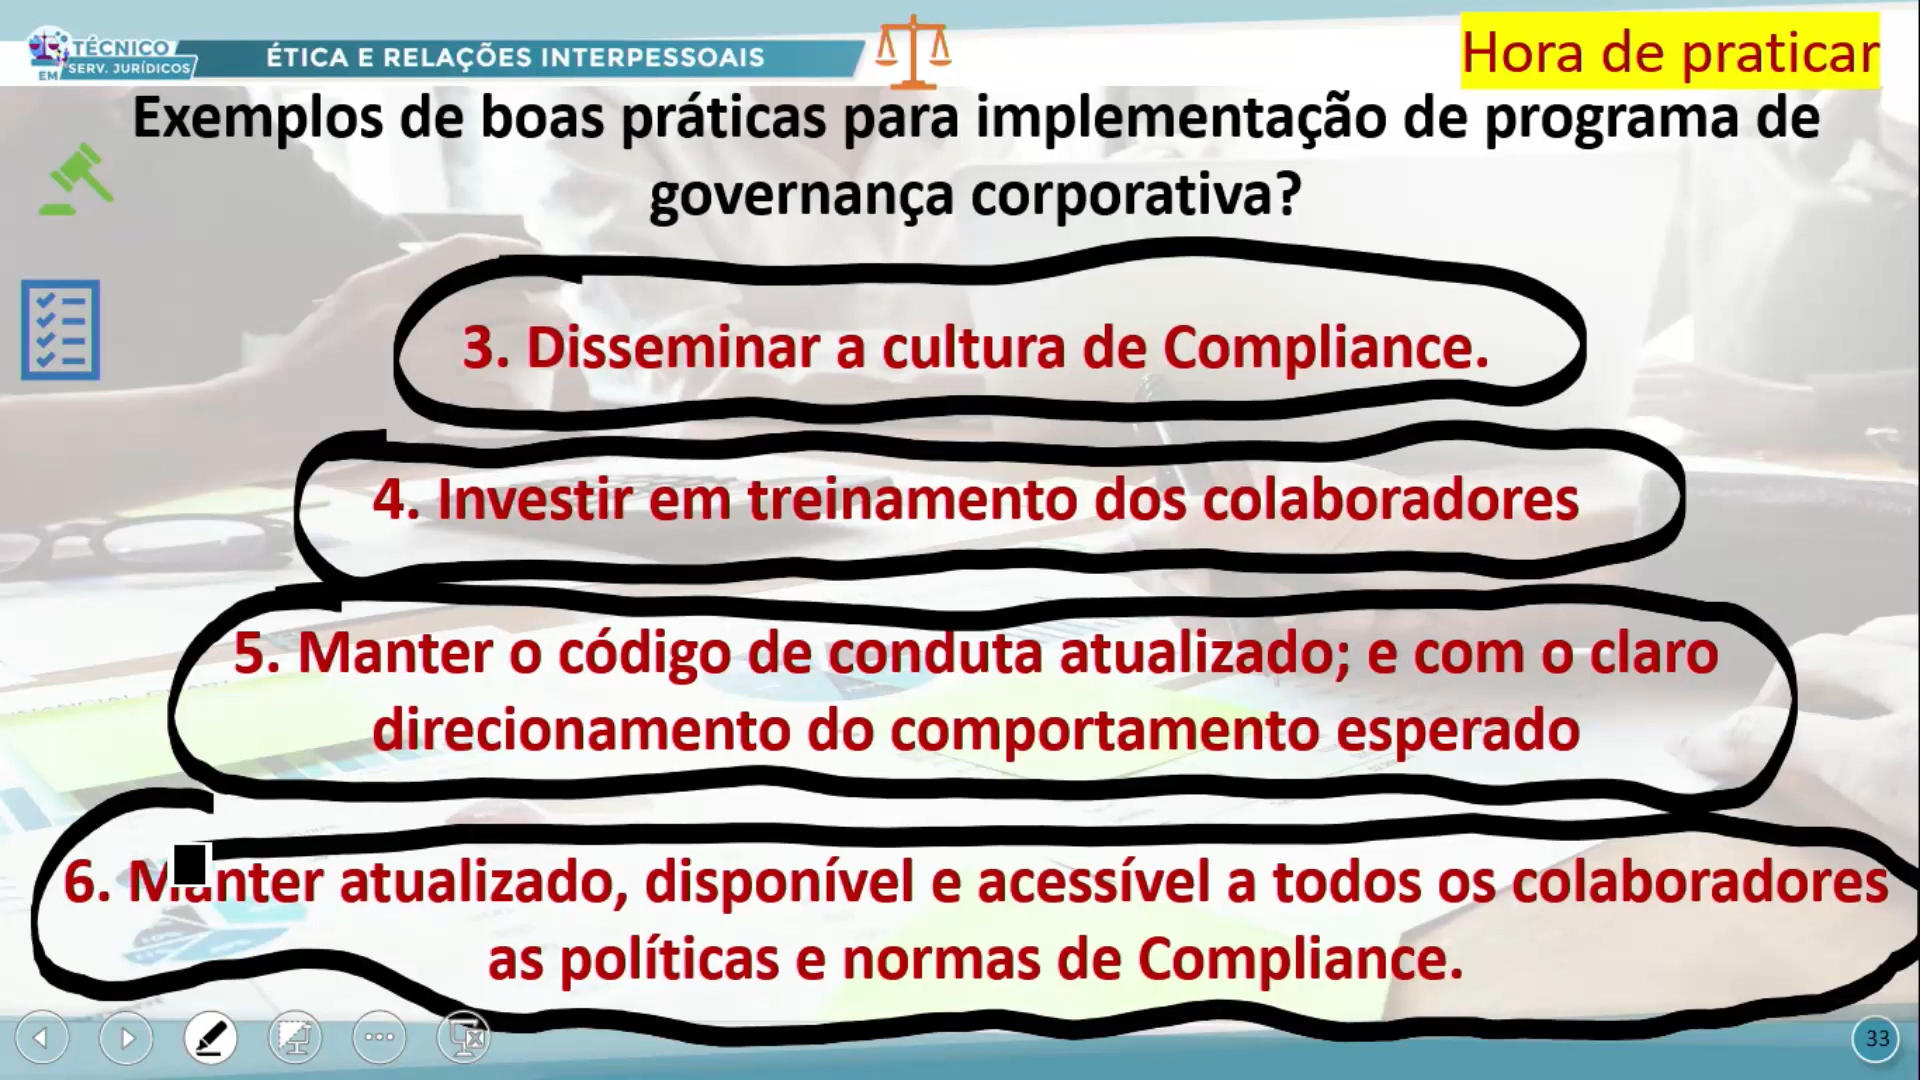 TÉCNICO
EM SERV. JURÍDICOS
ÉTICA E RELAÇÕES INTERPESSOAIS
Hora de praticar
Exemplos de boas práticas para implementação de programa de
governança corporativa?
3. Disseminar a cultura de Compliance.
4. Investir em treinamento dos colaboradores
5. Manter o código de conduta atualizado; e com o claro
direcionamento do comportamento esperado
6. Manter atualizado, disponível e acessível a todos os colaboradores
as políticas e normas de Compliance.
33